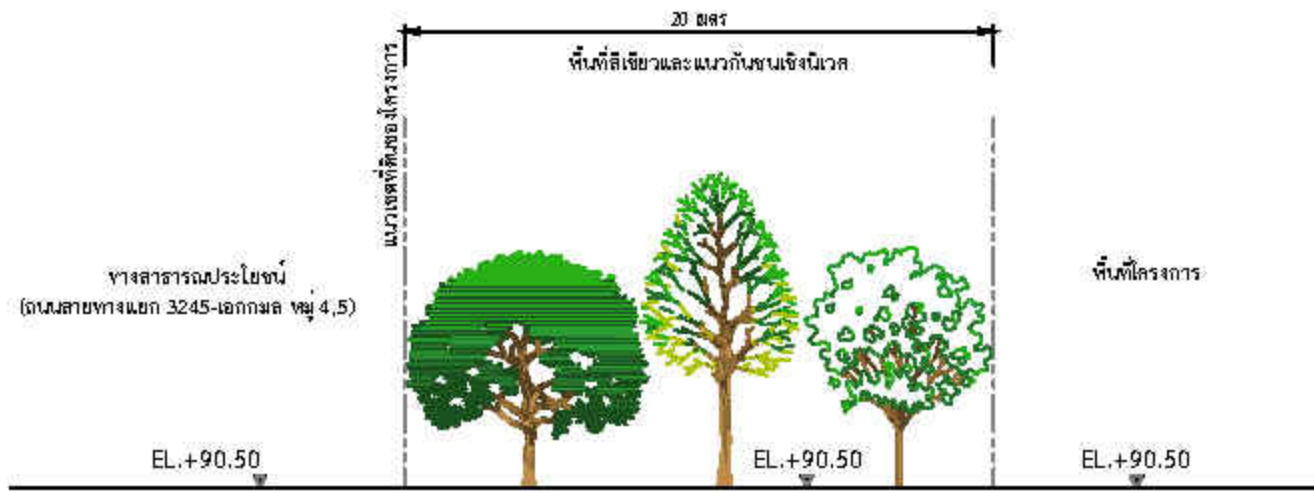 20 เมตร
พื้นที่สีเขียวและแนวกันชนเชิงนิเวศ
แนวเขตที่ดินของโครงการ
ทางสาธารณประโยชน์
(ถนนสายทางแยก 3245-เอกกมล หมู่ 4,5)
พื้นที่โครงการ
EL.+90.50
EL.+90.50
EL.+90.50